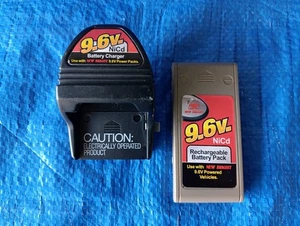 9.6v.
NiCd
Battery Charger
Use with NEW BRIGHT 9.6V Power Packs.
CAUTION:
ELECTRICALLY OPERATED
PRODUCT
9.6v.
NiCd
Rechargeable
Battery Pack
Use with NEW BRIGHT
9.6V Powered
Vehicles.